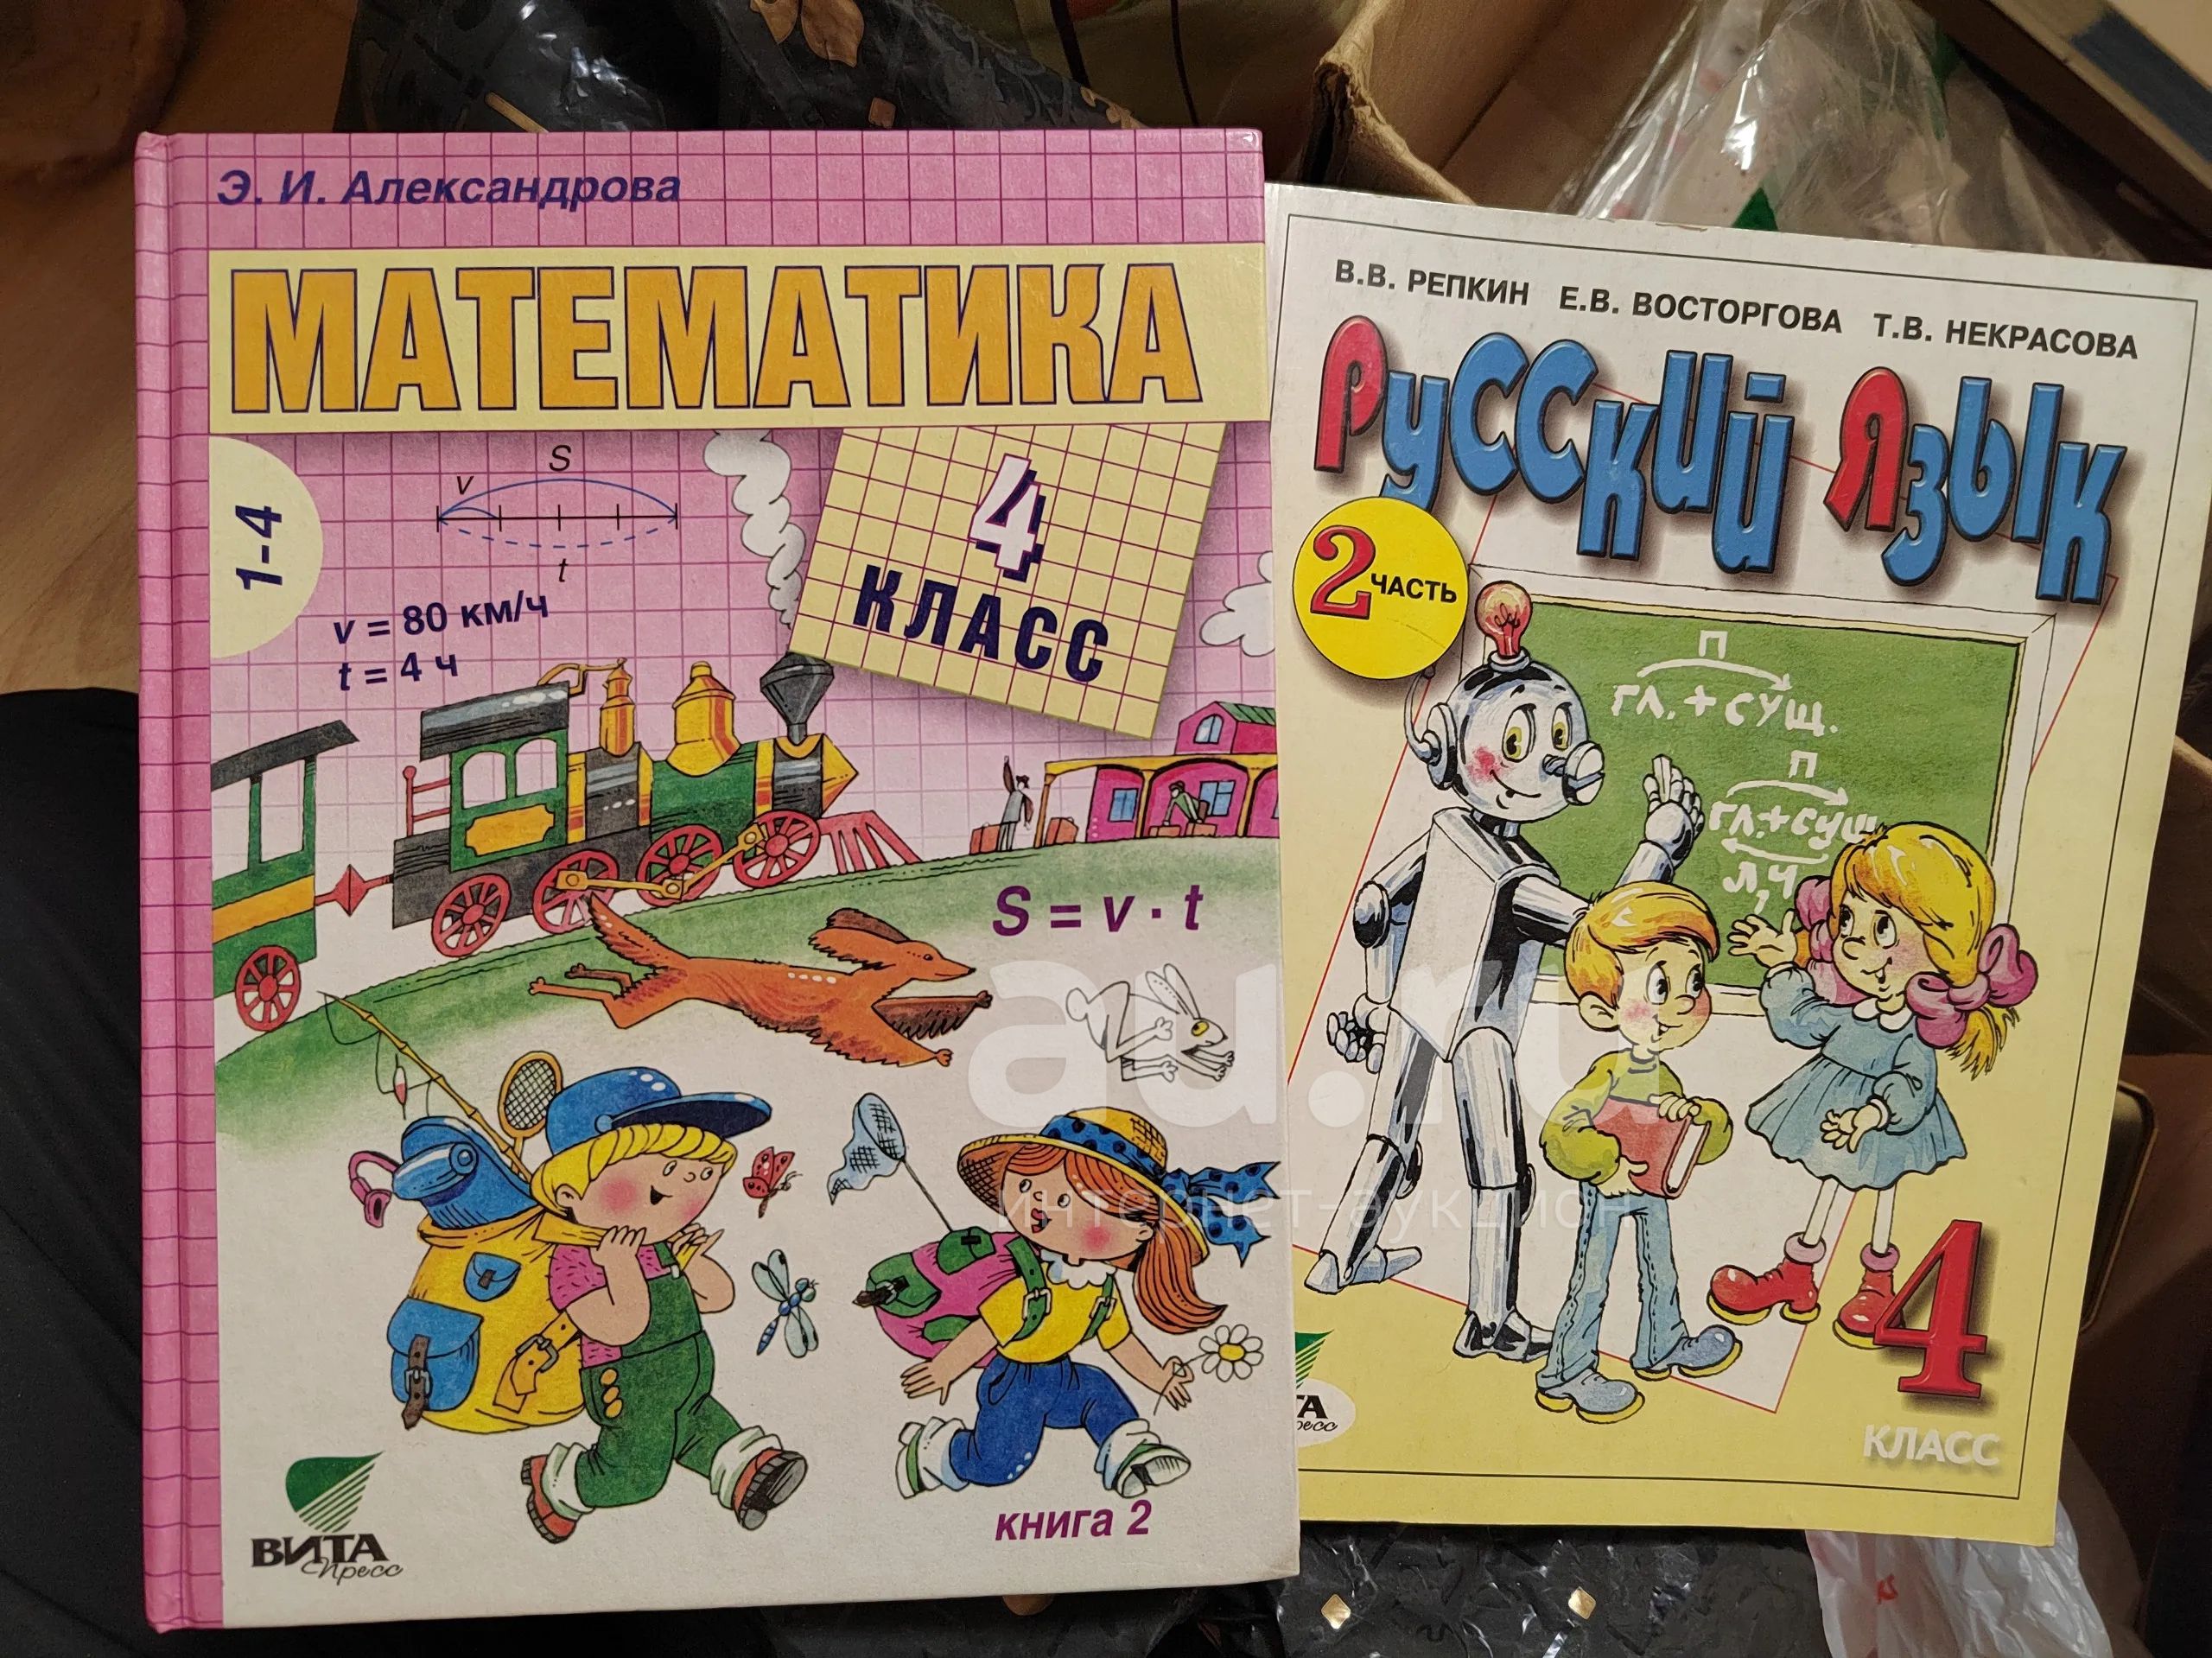 Э. И. Александрова
МАТЕМАТИКА
1-4
S
v
t
v = 80 км/ч
t = 4 ч
4
КЛАСС
S = v · t
книга 2
ВИТА
Пресс
В.В. РЕПКИН Е.В. ВОСТОРГОВА Т.В. НЕКРАСОВА
Русский Язык
2 ЧАСТЬ
П
гл. + сущ.
П
гл. + сущ
л, ч
4
КЛАСС
au.ru
интернет-аукцион